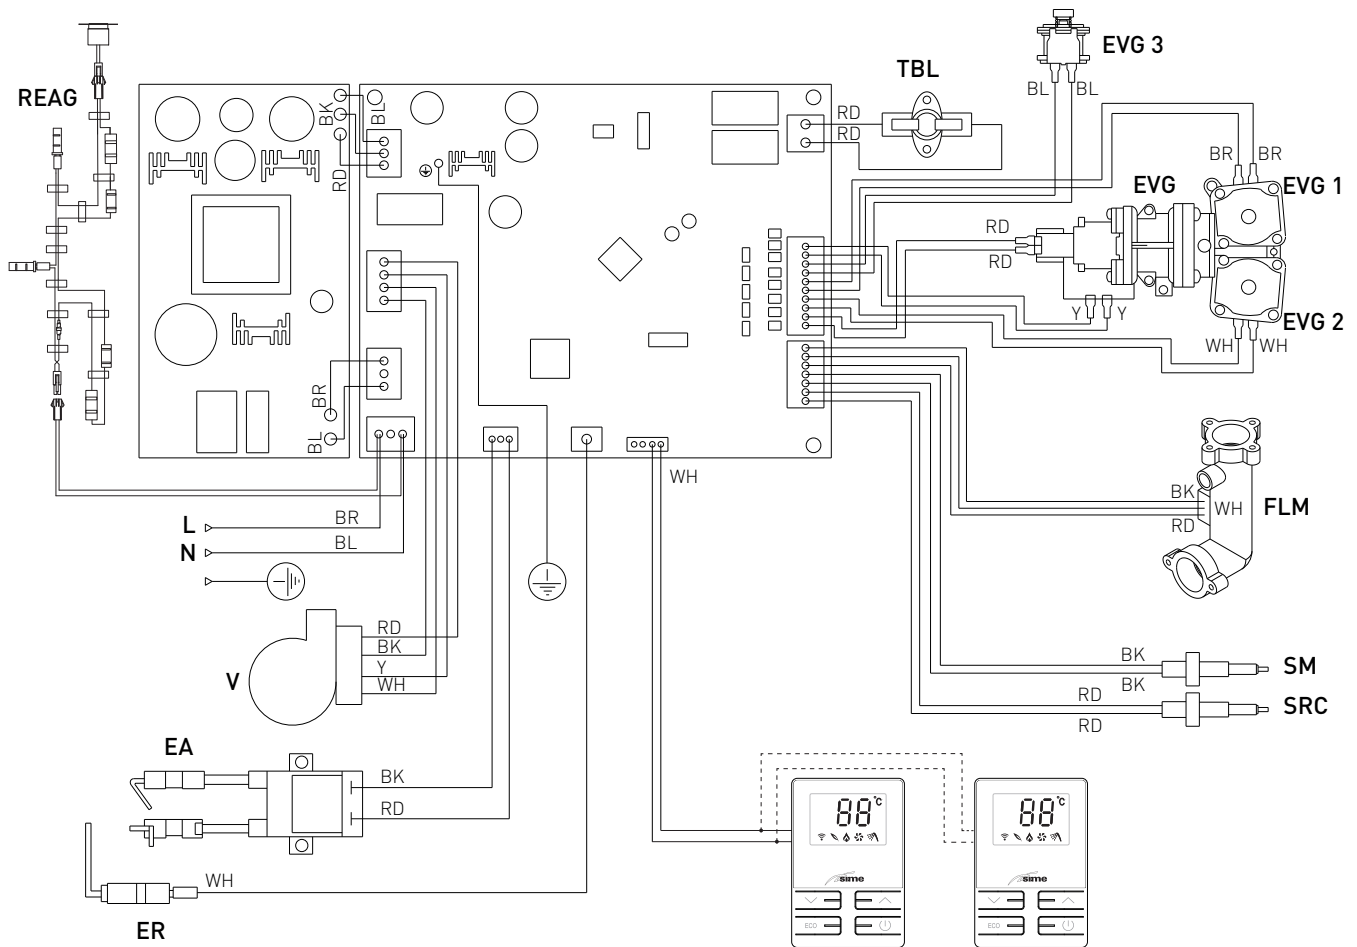 EVG 3
TBL
REAG
BK
BL
RD
RD
RD
BL
BL
BR
BR
EVG
EVG 1
RD
RD
Y
Y
EVG 2
WH
WH
BR
BL
WH
BK
WH
RD
FLM
L
BR
N
BL
RD
BK
Y
WH
V
BK
BK
SM
RD
RD
SRC
EA
BK
RD
WH
ER
88 °C
sime
ECO
88 °C
sime
ECO